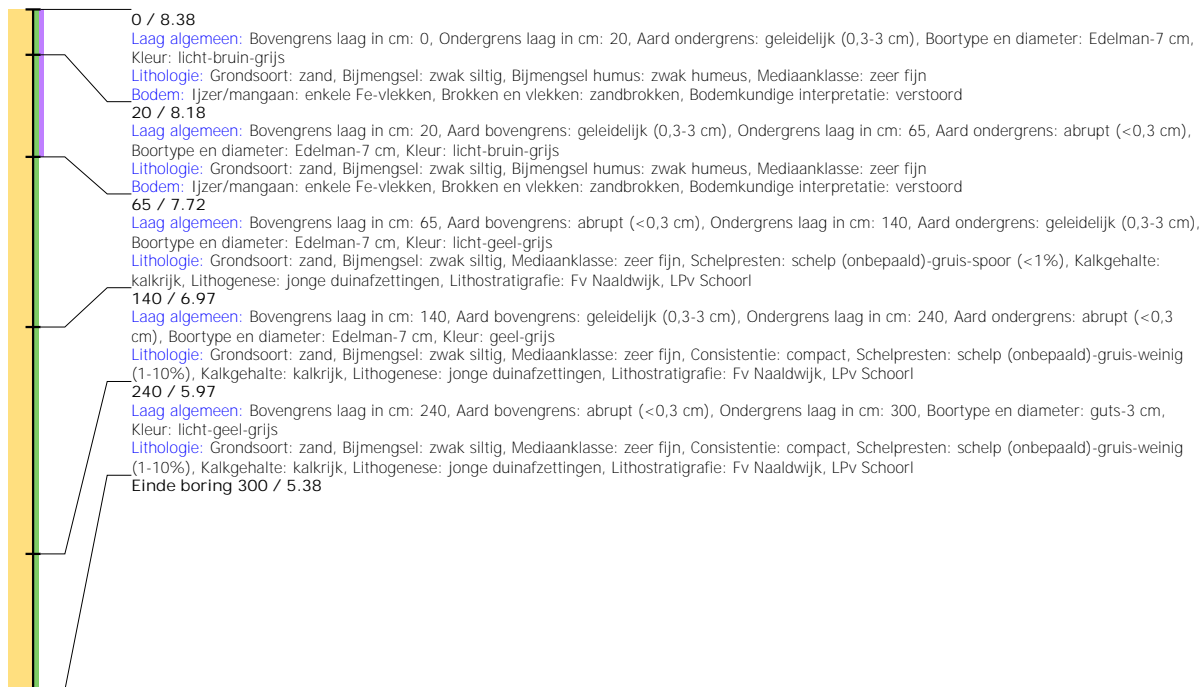 0 / 8.38
Laag algemeen: Bovengrens laag in cm: 0, Ondergrens laag in cm: 20, Aard ondergrens: geleidelijk (0,3-3 cm), Boortype en diameter: Edelman-7 cm,
Kleur: licht-bruin-grijs
Lithologie: Grondsoort: zand, Bijmengsel: zwak siltig, Bijmengsel humus: zwak humeus, Mediaanklasse: zeer fijn
Bodem: Ijzer/mangaan: enkele Fe-vlekken, Brokken en vlekken: zandbrokken, Bodemkundige interpretatie: verstoord
20 / 8.18
Laag algemeen: Bovengrens laag in cm: 20, Aard bovengrens: geleidelijk (0,3-3 cm), Ondergrens laag in cm: 65, Aard ondergrens: abrupt (<0,3 cm),
Boortype en diameter: Edelman-7 cm, Kleur: licht-bruin-grijs
Lithologie: Grondsoort: zand, Bijmengsel: zwak siltig, Bijmengsel humus: zwak humeus, Mediaanklasse: zeer fijn
Bodem: Ijzer/mangaan: enkele Fe-vlekken, Brokken en vlekken: zandbrokken, Bodemkundige interpretatie: verstoord
65 / 7.72
Laag algemeen: Bovengrens laag in cm: 65, Aard bovengrens: abrupt (<0,3 cm), Ondergrens laag in cm: 140, Aard ondergrens: geleidelijk (0,3-3 cm),
Boortype en diameter: Edelman-7 cm, Kleur: licht-geel-grijs
Lithologie: Grondsoort: zand, Bijmengsel: zwak siltig, Mediaanklasse: zeer fijn, Schelpresten: schelp (onbepaald)-gruis-spoor (<1%), Kalkgehalte:
kalkrijk, Lithogenese: jonge duinafzettingen, Lithostratigrafie: Fv Naaldwijk, LPv Schoorl
140 / 6.97
Laag algemeen: Bovengrens laag in cm: 140, Aard bovengrens: geleidelijk (0,3-3 cm), Ondergrens laag in cm: 240, Aard ondergrens: abrupt (<0,3
cm), Boortype en diameter: Edelman-7 cm, Kleur: geel-grijs
Lithologie: Grondsoort: zand, Bijmengsel: zwak siltig, Mediaanklasse: zeer fijn, Consistentie: compact, Schelpresten: schelp (onbepaald)-gruis-weinig
(1-10%), Kalkgehalte: kalkrijk, Lithogenese: jonge duinafzettingen, Lithostratigrafie: Fv Naaldwijk, LPv Schoorl
240 / 5.97
Laag algemeen: Bovengrens laag in cm: 240, Aard bovengrens: abrupt (<0,3 cm), Ondergrens laag in cm: 300, Boortype en diameter: guts-3 cm,
Kleur: licht-geel-grijs
Lithologie: Grondsoort: zand, Bijmengsel: zwak siltig, Mediaanklasse: zeer fijn, Consistentie: compact, Schelpresten: schelp (onbepaald)-gruis-weinig
(1-10%), Kalkgehalte: kalkrijk, Lithogenese: jonge duinafzettingen, Lithostratigrafie: Fv Naaldwijk, LPv Schoorl
Einde boring 300 / 5.38